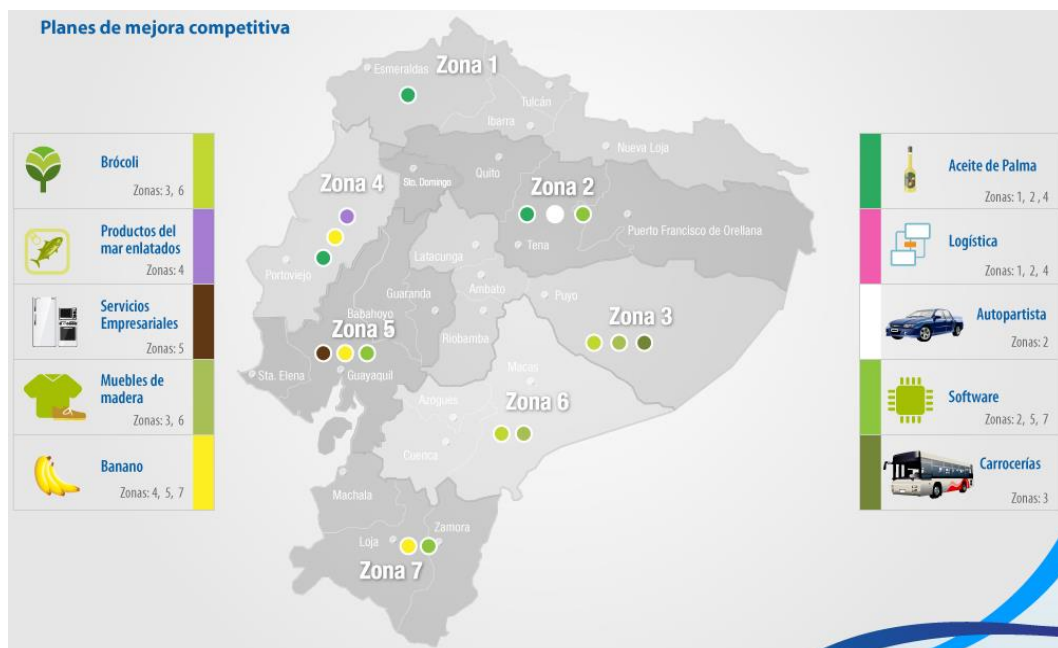 Planes de mejora competitiva
Brócoli
Zonas: 3, 6
Productos del
mar enlatados
Zonas: 4
Servicios
Empresariales
Zonas: 5
Muebles de
madera
Zonas: 3, 6
Banano
Zonas: 4, 5, 7
Esmeraldas
Zona 1
Tulcán
Ibarra
Nueva Loja
Zona 4
Sto. Domingo
Quito
Zona 2
Portoviejo
Latacunga
Tena
Puerto Francisco de Orellana
Guaranda
Ambato
Puyo
Babahoyo
Zona 5
Riobamba
Zona 3
Sta. Elena
Guayaquil
Macas
Azogues
Zona 6
Cuenca
Machala
Loja
Zamora
Zona 7
Aceite de Palma
Zonas: 1, 2, 4
Logística
Zonas: 1, 2, 4
Autopartista
Zonas: 2
Software
Zonas: 2, 5, 7
Carrocerías
Zonas: 3